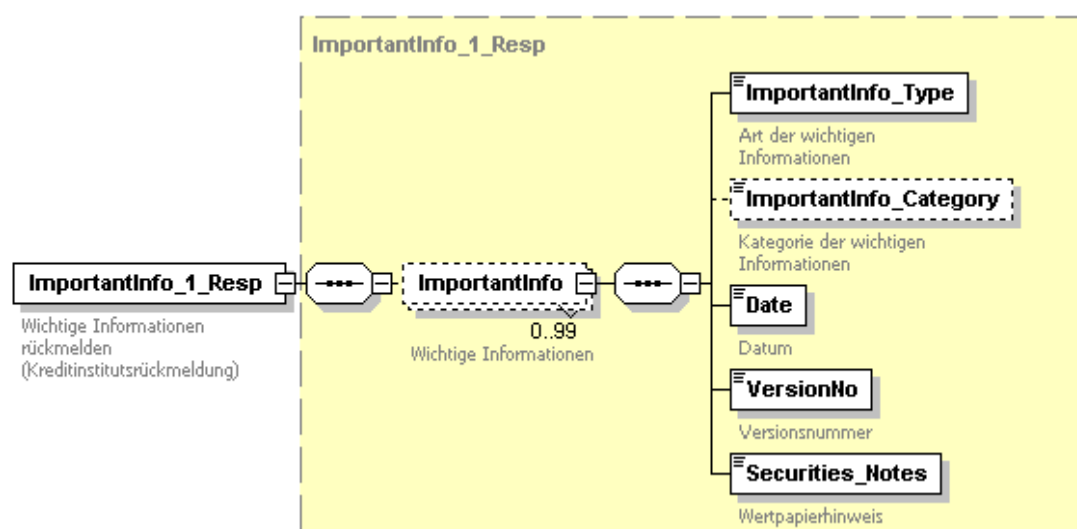 ImportantInfo_1_Resp
ImportantInfo_Type
Art der wichtigen
Informationen
ImportantInfo_Category
Kategorie der wichtigen
Informationen
ImportantInfo_1_Resp
Wichtige Informationen
rückmelden
(Kreditinstitutsrückmeldung)
ImportantInfo
0..99
Wichtige Informationen
Date
Datum
VersionNo
Versionsnummer
Securities_Notes
Wertpapierhinweis